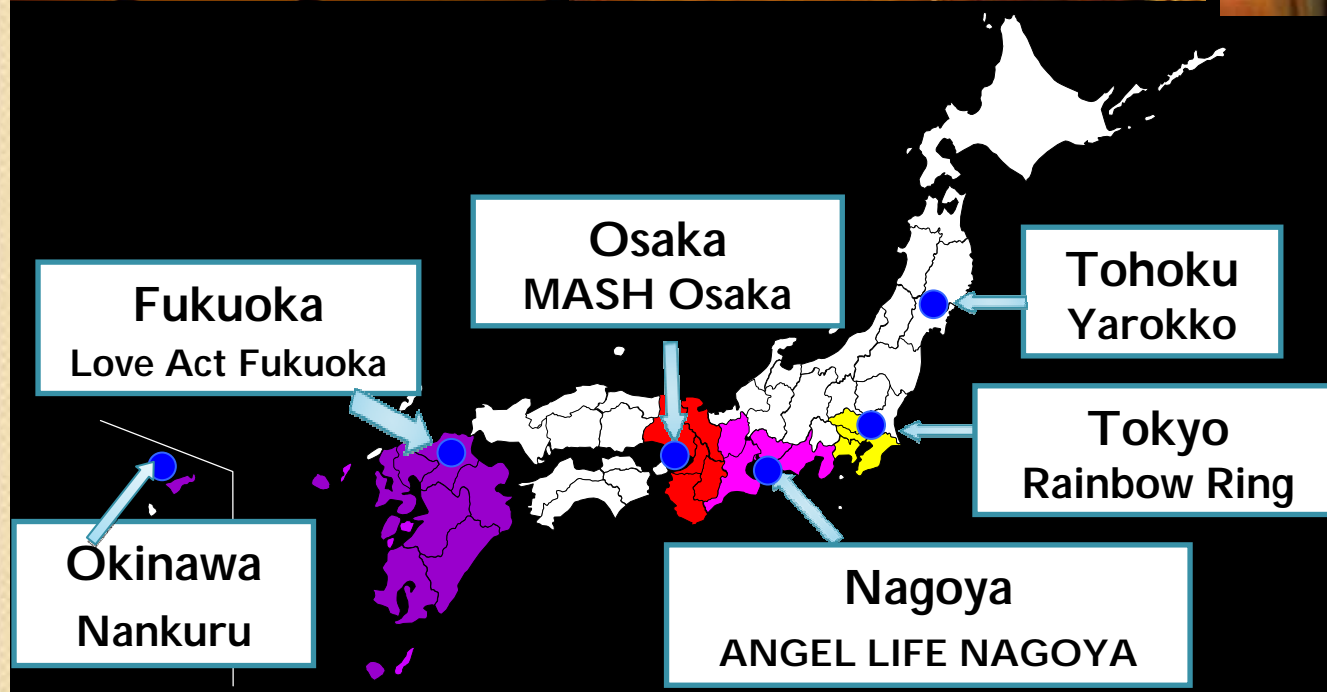 Osaka
MASH Osaka
Tohoku
Yarokko
Fukuoka
Love Act Fukuoka
Tokyo
Rainbow Ring
Okinawa
Nankuru
Nagoya
ANGEL LIFE NAGOYA